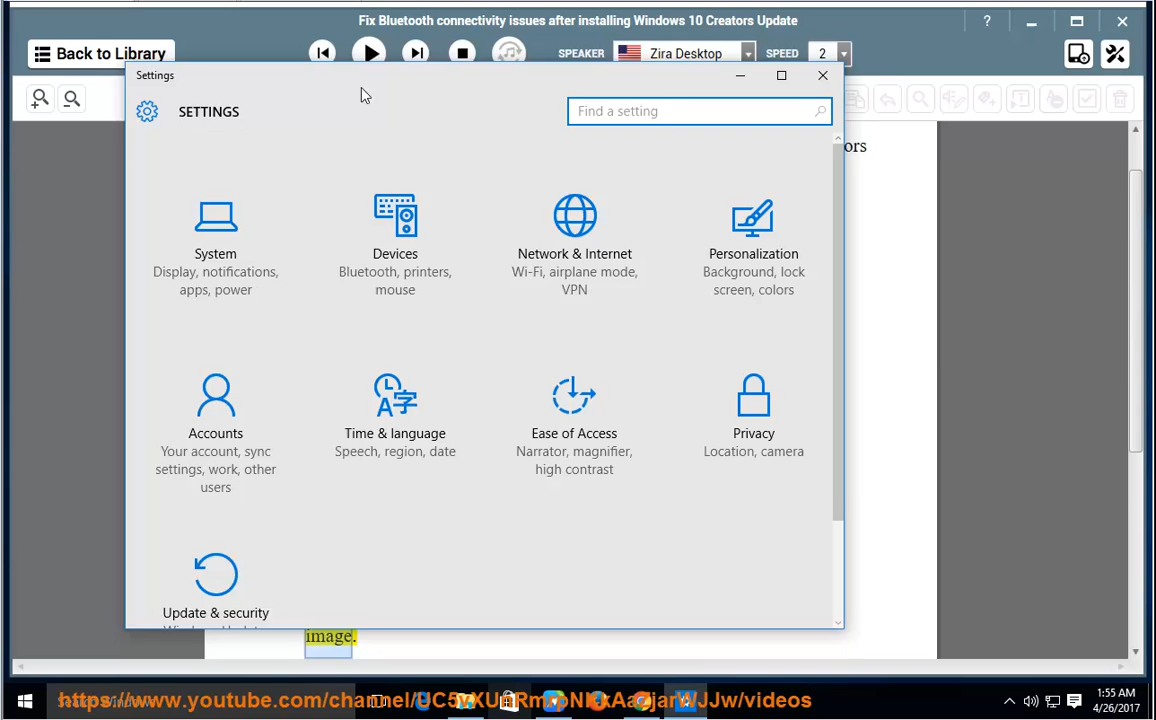 Fix Bluetooth connectivity issues after installing Windows 10 Creators Update
Back to Library
SPEAKER
Zira Desktop
SPEED
2
ors
Settings
SETTINGS
Find a setting
System
Display, notifications,
apps, power
Devices
Bluetooth, printers,
mouse
Network & Internet
Wi-Fi, airplane mode,
VPN
Personalization
Background, lock
screen, colors
Accounts
Your account, sync
settings, work, other
users
Time & language
Speech, region, date
A字
Ease of Access
Narrator, magnifier,
high contrast
Privacy
Location, camera
Update & security
image.
1:55 AM
4/26/2017